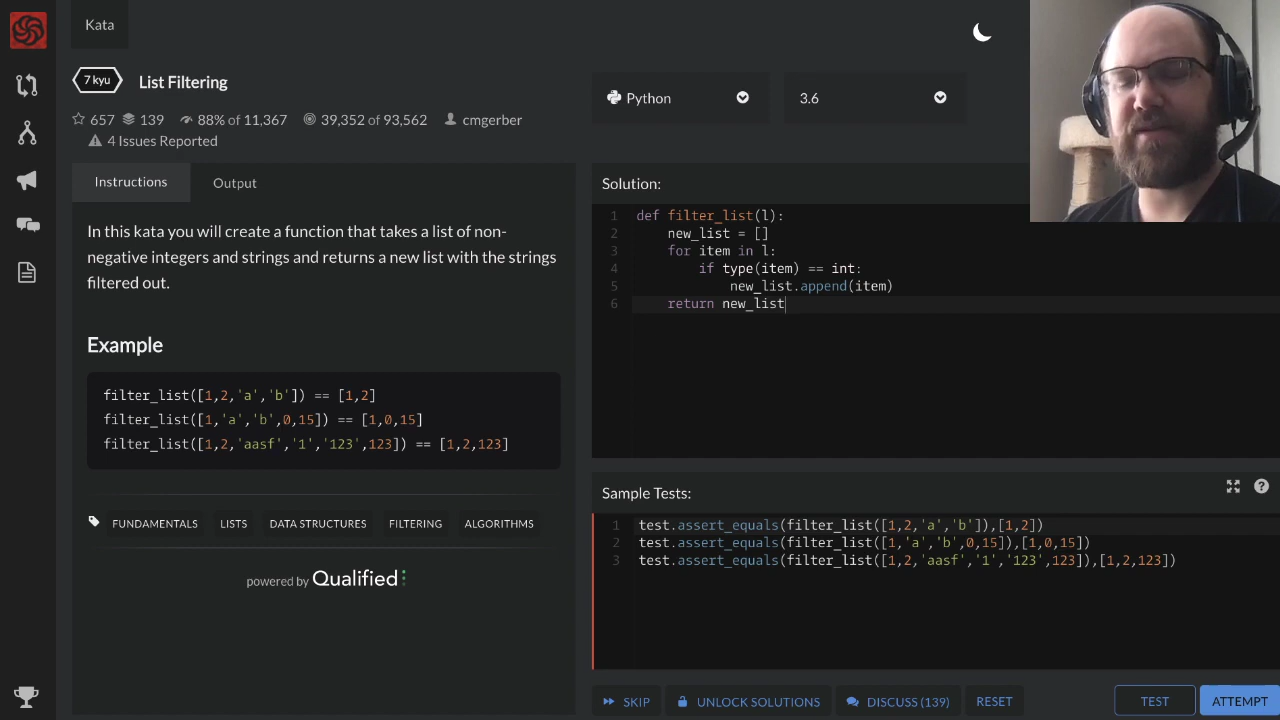 Kata
7 kyu
List Filtering
657 139 88% of 11,367 39,352 of 93,562 cmgerber
4 Issues Reported
Python
3.6
Instructions
Output
In this kata you will create a function that takes a list of non-
negative integers and strings and returns a new list with the strings
filtered out.
Example
filter_list([1,2,'a','b']) == [1,2]
filter_list([1,'a','b',0,15]) == [1,0,15]
filter_list([1,2,'aasf','1','123',123]) == [1,2,123]
FUNDAMENTALS LISTS DATA STRUCTURES FILTERING ALGORITHMS
powered by Qualified
Solution:
1 def filter_list(l):
2 new_list = []
3 for item in l:
4 if type(item) == int:
5 new_list.append(item)
6 return new_list
Sample Tests:
1 test.assert_equals(filter_list([1,2,'a','b']),[1,2])
2 test.assert_equals(filter_list([1,'a','b',0,15]),[1,0,15])
3 test.assert_equals(filter_list([1,2,'aasf','1','123',123]),[1,2,123])
SKIP UNLOCK SOLUTIONS DISCUSS (139) RESET TEST ATTEMPT